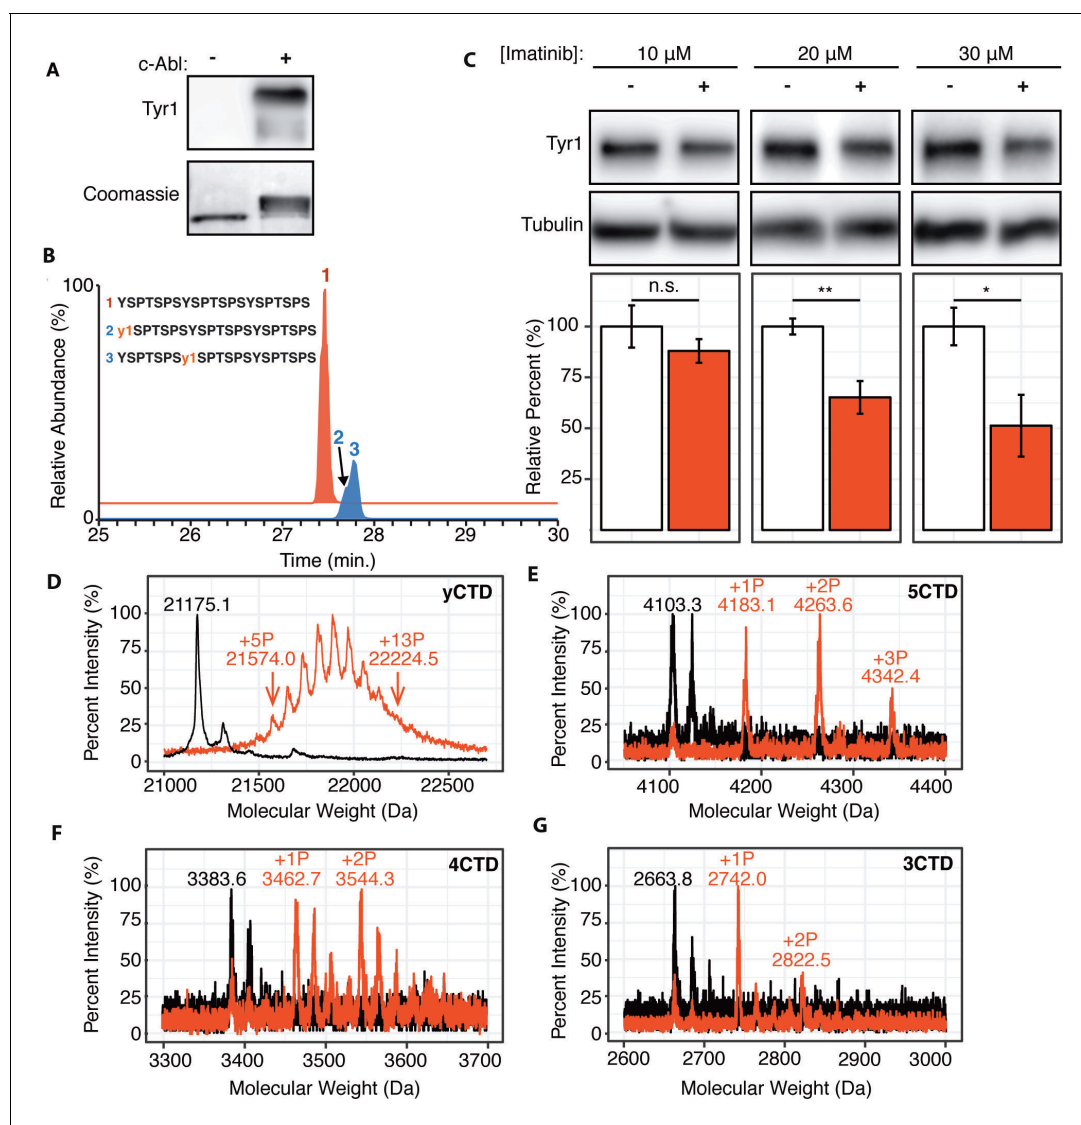 A
c-Abl: - +
Tyr1
Coomassie
B
100
0
Relative Abundance (%)
1 YSPTSPSYSPTSPSYSPTSPS
2 y1SPTSPSYSPTSPSYSPTSPS
3 YSPTSPSy1SPTSPSYSPTSPS
1
2
3
25 26 27 28 29 30
Time (min.)
C
[Imatinib]: 10 µM 20 µM 30 µM
- + - + - +
Tyr1
Tubulin
n.s. ** *
Relative Percent (%)
100
75
50
25
D
yCTD
Percent Intensity (%)
100
75
50
25
0
21175.1
+5P
21574.0
+13P
22224.5
21000 21500 22000 22500
Molecular Weight (Da)
E
5CTD
Percent Intensity (%)
100
75
50
25
0
4103.3
+1P
4183.1
+2P
4263.6
+3P
4342.4
4100 4200 4300 4400
Molecular Weight (Da)
F
4CTD
Percent Intensity (%)
100
75
50
25
0
3383.6
+1P
3462.7
+2P
3544.3
3300 3400 3500 3600 3700
Molecular Weight (Da)
G
3CTD
Percent Intensity (%)
100
75
50
25
0
2663.8
+1P
2742.0
+2P
2822.5
2600 2700 2800 2900 3000
Molecular Weight (Da)